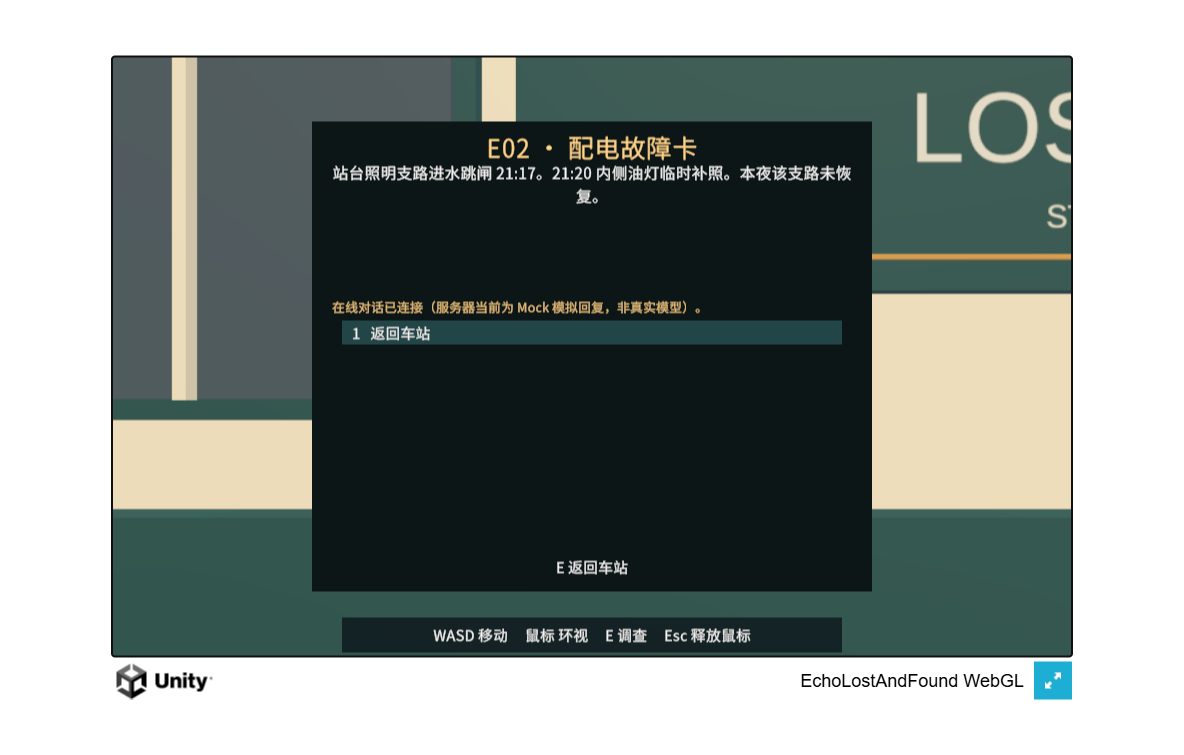 LOS
ST
E02 · 配电故障卡
站台照明支路进水跳闸 21:17。21:20 内侧油灯临时补照。本夜该支路未恢
复。
在线对话已连接（服务器当前为 Mock 模拟回复，非真实模型）。
1 返回车站
E 返回车站
WASD 移动 鼠标 环视 E 调查 Esc 释放鼠标
Unity
EchoLostAndFound WebGL